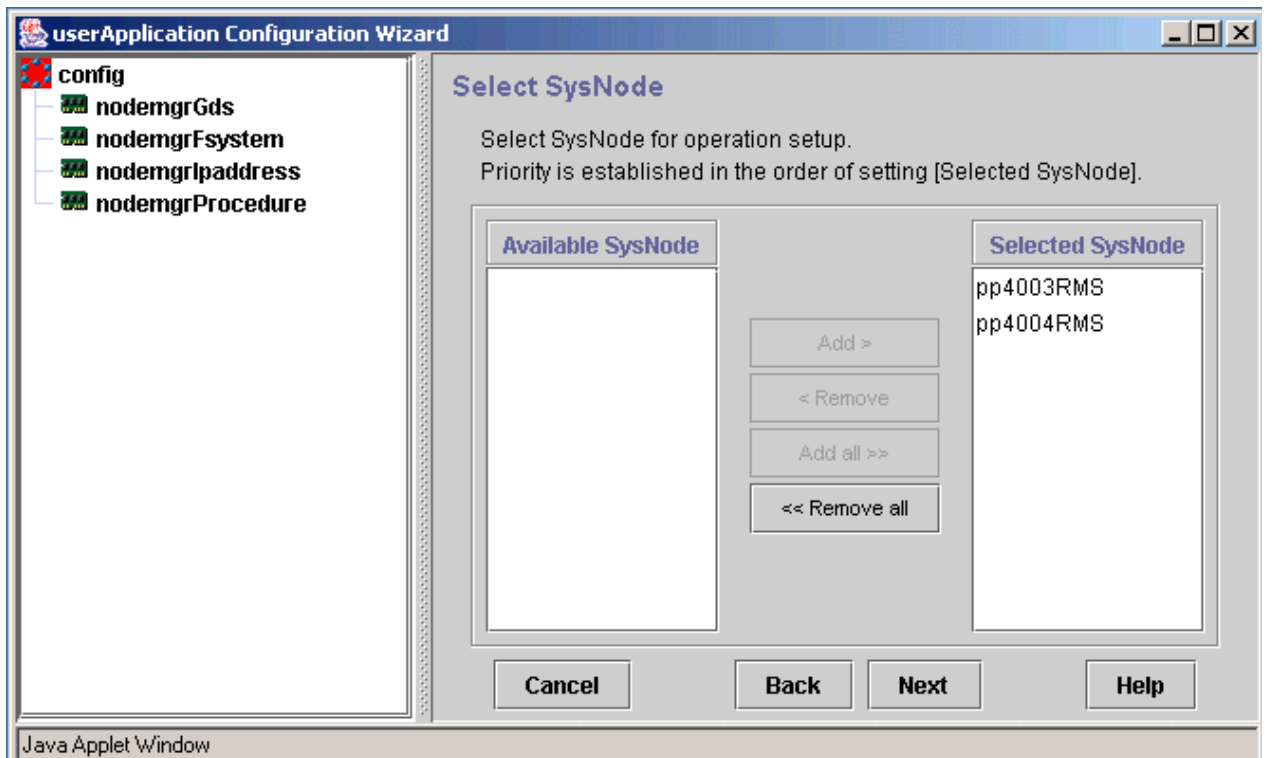 userApplication Configuration Wizard
config
nodemgrGds
nodemgrFsystem
nodemgrIpaddress
nodemgrProcedure
Select SysNode
Select SysNode for operation setup.
Priority is established in the order of setting [Selected SysNode].
Available SysNode
Selected SysNode
pp4003RMS
pp4004RMS
Add >
< Remove
Add all >>
<< Remove all
Cancel
Back
Next
Help
Java Applet Window